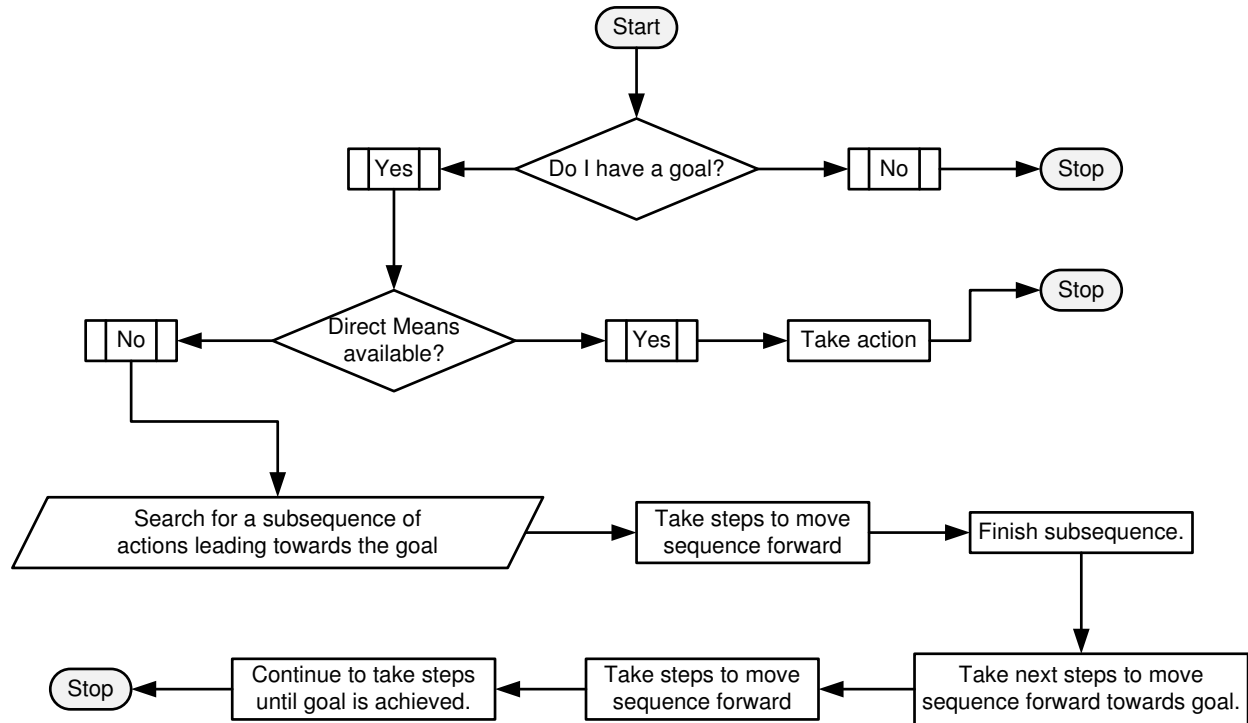 Start
Do I have a goal?
Yes
No
Stop
Stop
Direct Means
available?
No
Yes
Take action
Search for a subsequence of
actions leading towards the goal
Take steps to move
sequence forward
Finish subsequence.
Take next steps to move
sequence forward towards goal.
Take steps to move
sequence forward
Continue to take steps
until goal is achieved.
Stop